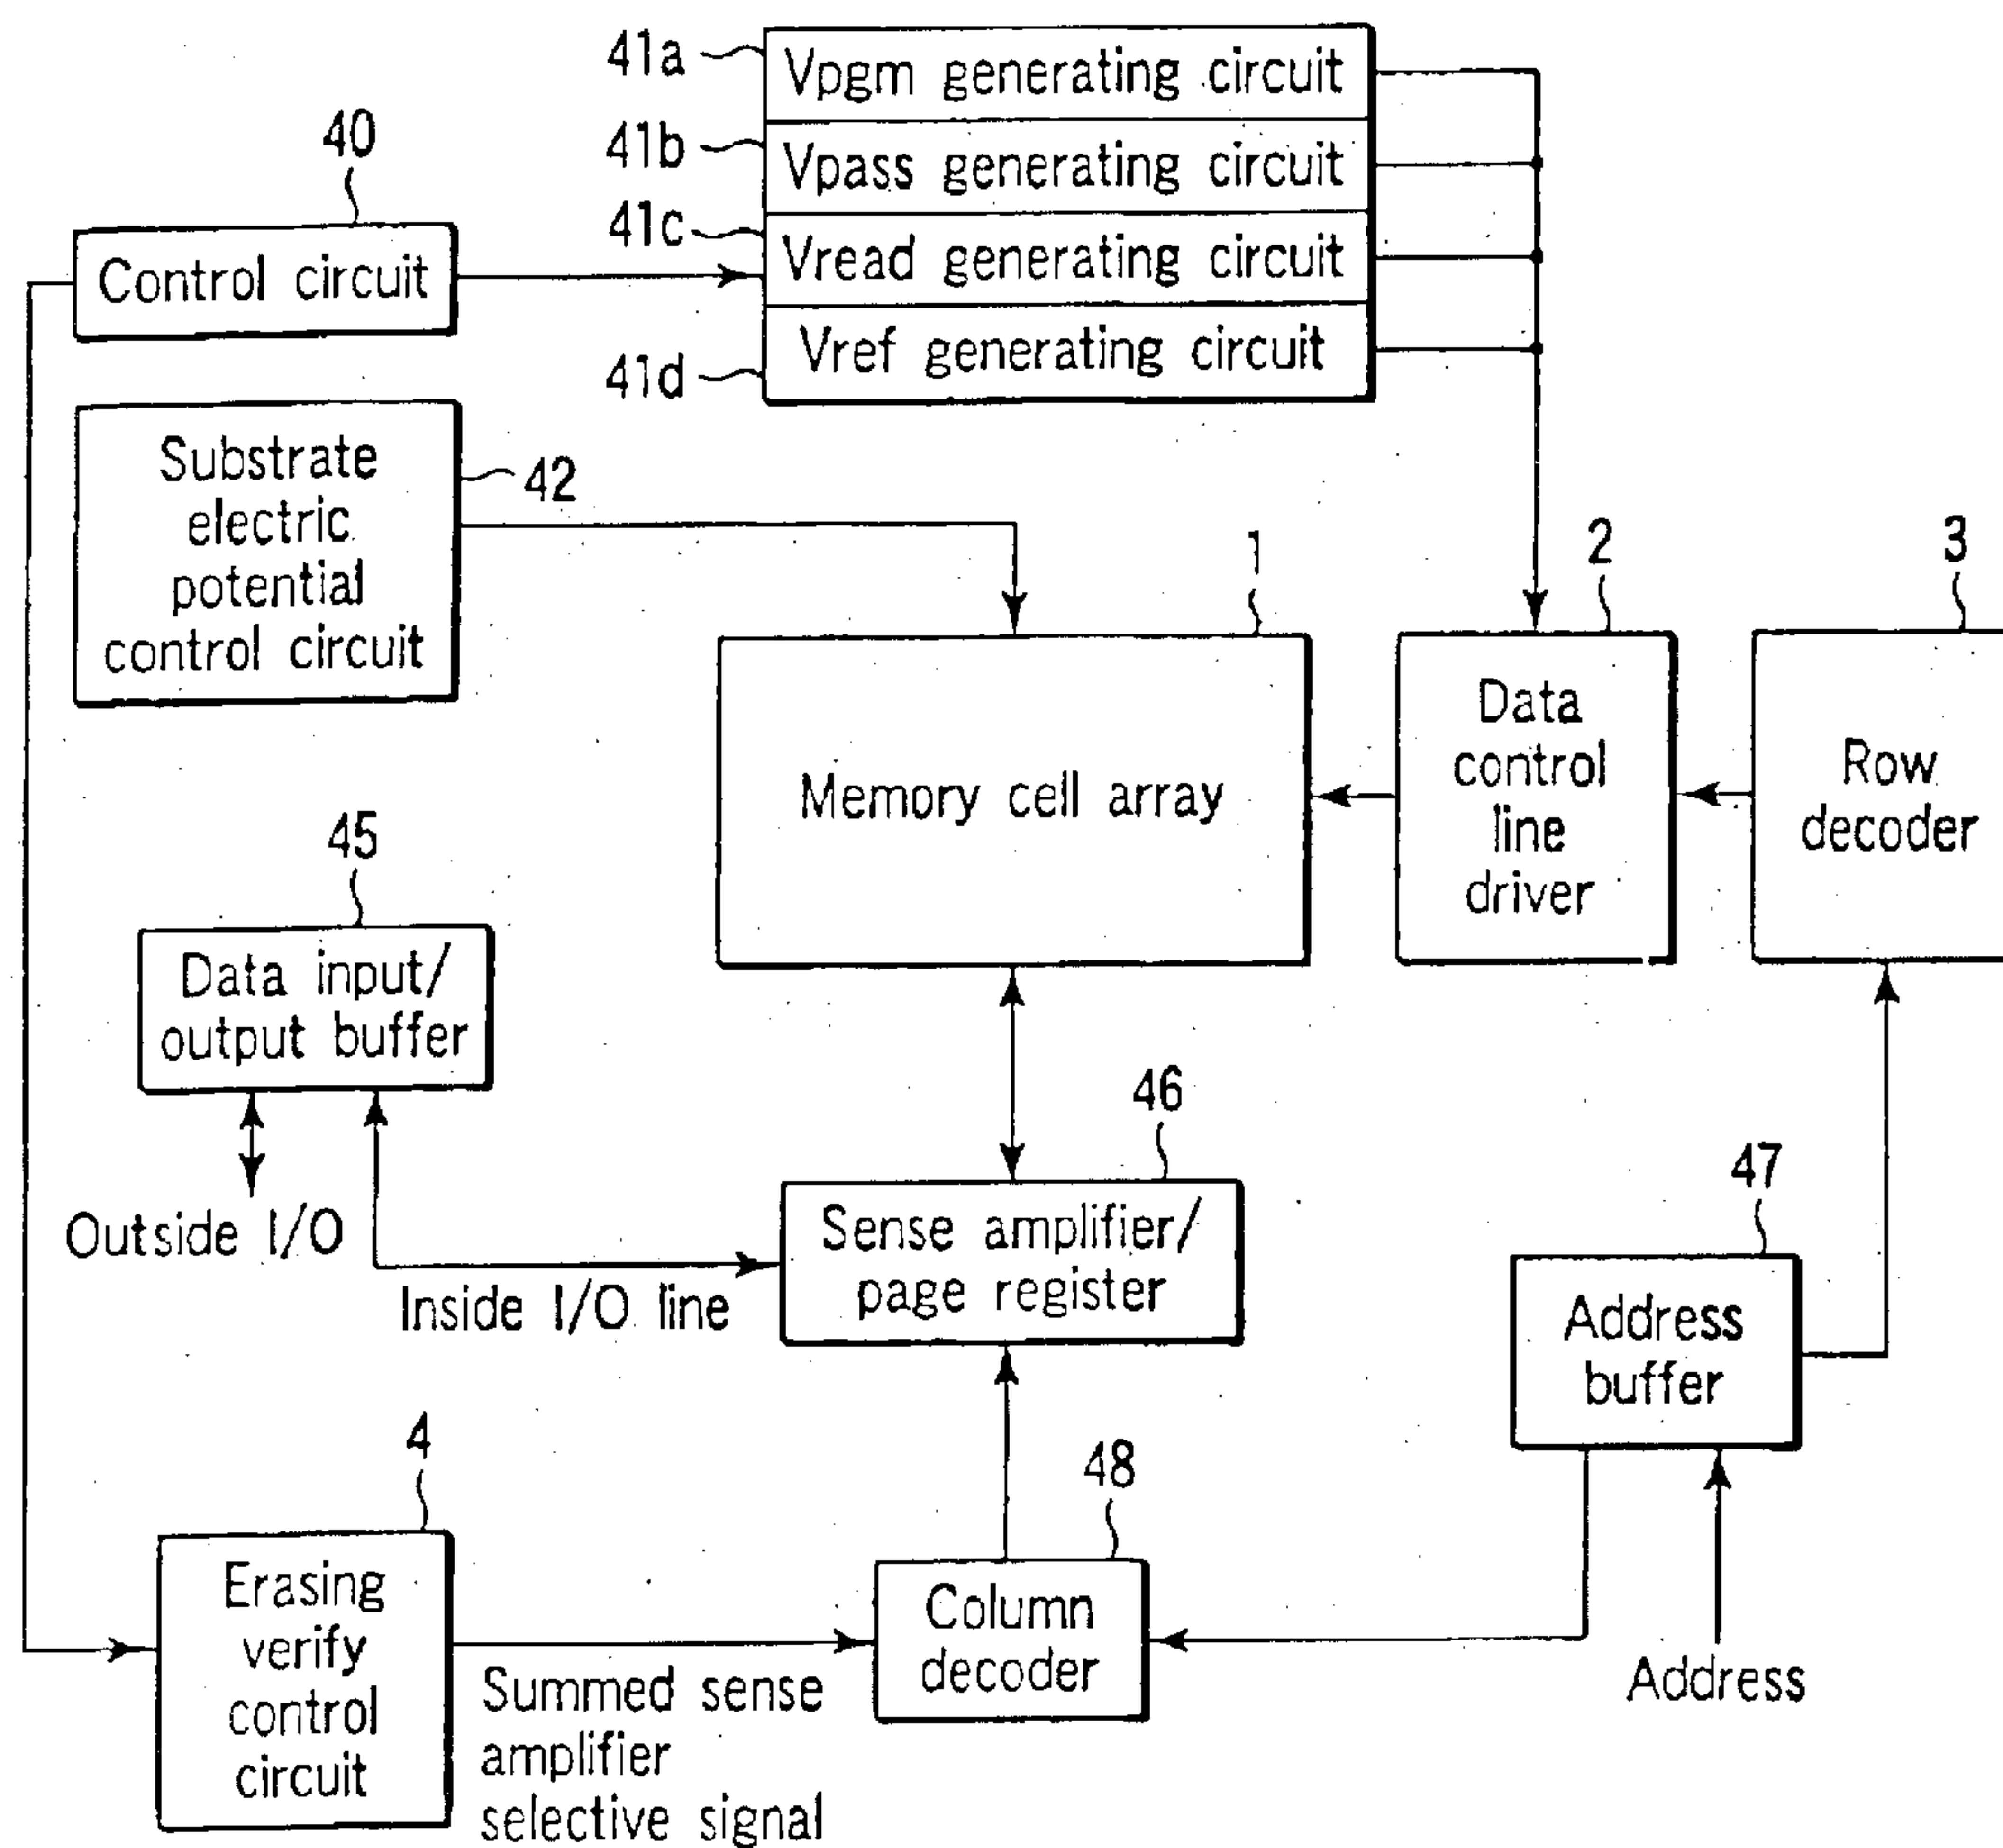 41a
Vpgm generating circuit
40
41b
Vpass generating circuit
41c
Control circuit
Vread generating circuit
41d
Vref generating circuit
Substrate
electric
potential
control circuit
42
1
2
3
Memory cell array
Data
control
line
driver
Row
decoder
45
Data input/
output buffer
46
47
Outside I/O
Inside I/O line
Sense amplifier/
page register
Address
buffer
4
48
Erasing
verify
control
circuit
Column
decoder
Address
Summed sense
amplifier
selective signal